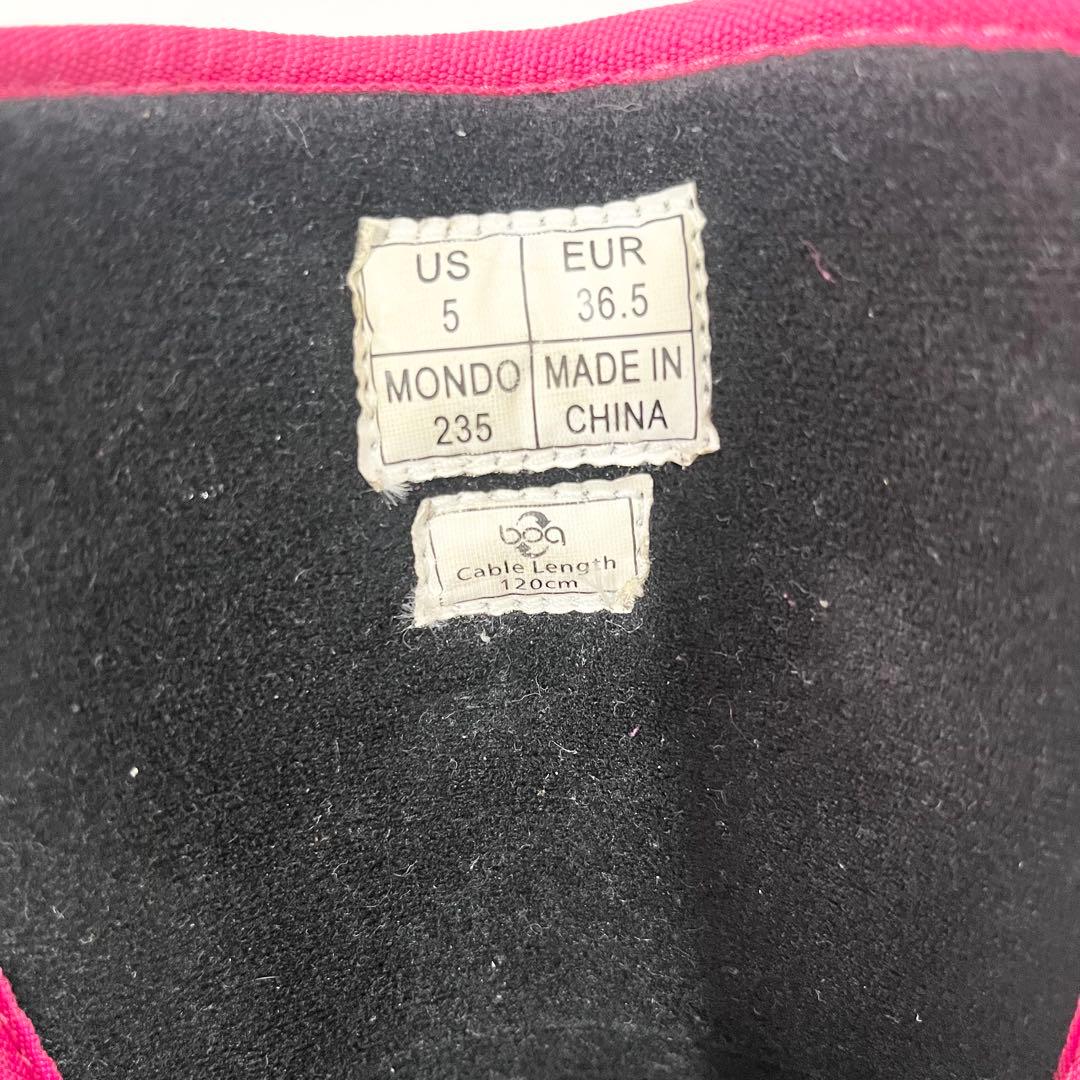 US
5
EUR
36.5
MONDO
235
MADE IN
CHINA
boa
Cable Length
120cm